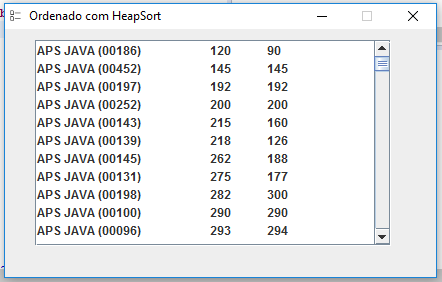 Ordenado com HeapSort
APS JAVA (00186) 120 90
APS JAVA (00452) 145 145
APS JAVA (00197) 192 192
APS JAVA (00252) 200 200
APS JAVA (00143) 215 160
APS JAVA (00139) 218 126
APS JAVA (00145) 262 188
APS JAVA (00131) 275 177
APS JAVA (00198) 282 300
APS JAVA (00100) 290 290
APS JAVA (00096) 293 294